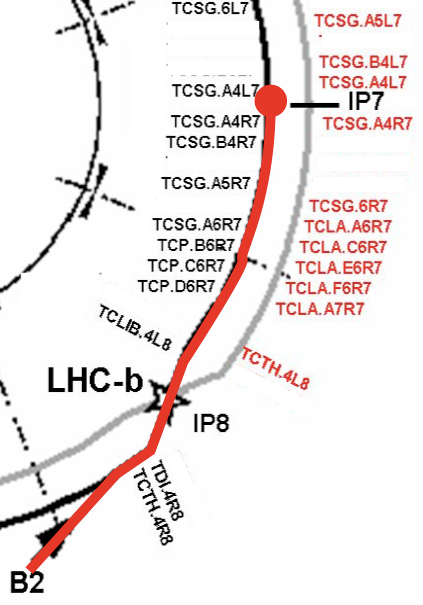 TCSG.6L7
TCSG.A5L7
TCSG.B4L7
TCSG.A4L7
TCSG.A4L7
IP7
TCSG.A4R7
TCSG.A4R7
TCSG.B4R7
TCSG.A5R7
TCSG.6R7
TCSG.A6R7
TCLA.A6R7
TCP.B6R7
TCLA.C6R7
TCP.C6R7
TCLA.E6R7
TCP.D6R7
TCLA.F6R7
TCLA.A7R7
TCLIB.4L8
TCTH.4L8
LHC-b
IP8
TDI.4R8
TCTH.4R8
B2